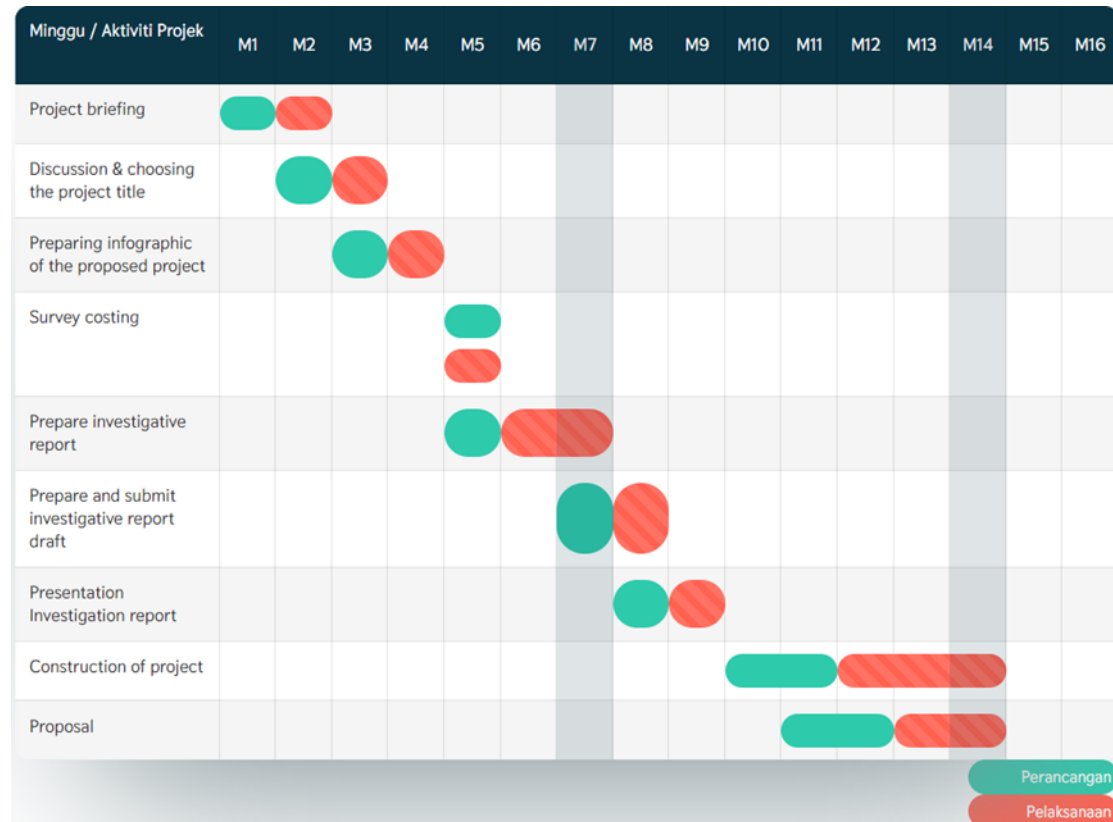 Minggu / Aktiviti Projek
M1 M2 M3 M4 M5 M6 M7 M8 M9 M10 M11 M12 M13 M14 M15 M16
Project briefing
Discussion & choosing
the project title
Preparing infographic
of the proposed project
Survey costing
Prepare investigative
report
Prepare and submit
investigative report
draft
Presentation
Investigation report
Construction of project
Proposal
Perancangan
Pelaksanaan